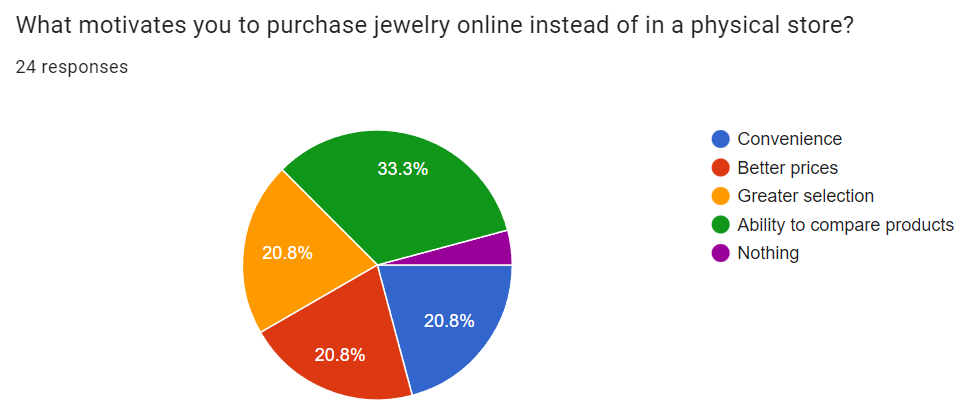 What motivates you to purchase jewelry online instead of in a physical store?
24 responses
33.3%
20.8%
20.8%
20.8%
Convenience
Better prices
Greater selection
Ability to compare products
Nothing